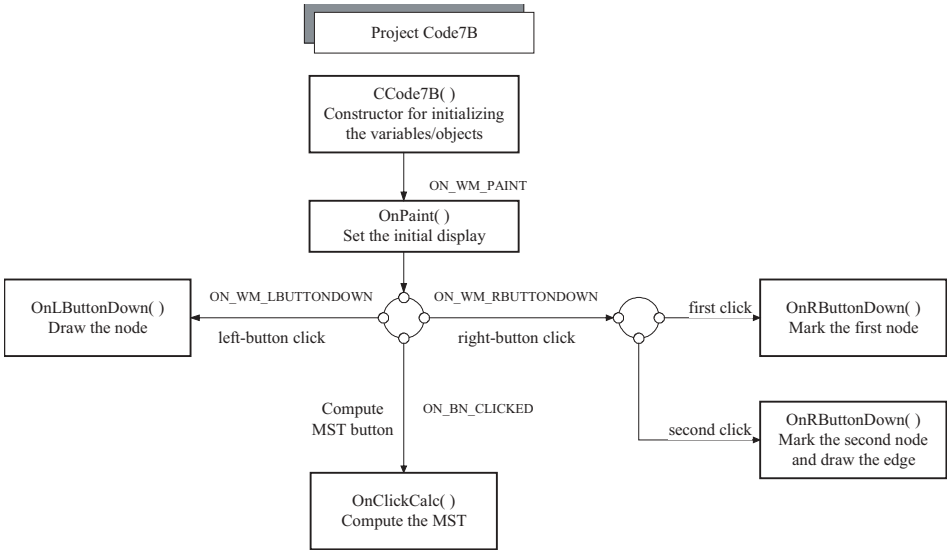 Project Code7B
CCode7B( )
Constructor for initializing
the variables/objects
ON_WM_PAINT
OnPaint( )
Set the initial display
OnLButtonDown( )
Draw the node
ON_WM_LBUTTONDOWN
left-button click
ON_WM_RBUTTONDOWN
right-button click
first click
OnRButtonDown( )
Mark the first node
Compute
MST button
ON_BN_CLICKED
second click
OnRButtonDown( )
Mark the second node
and draw the edge
OnClickCalc( )
Compute the MST